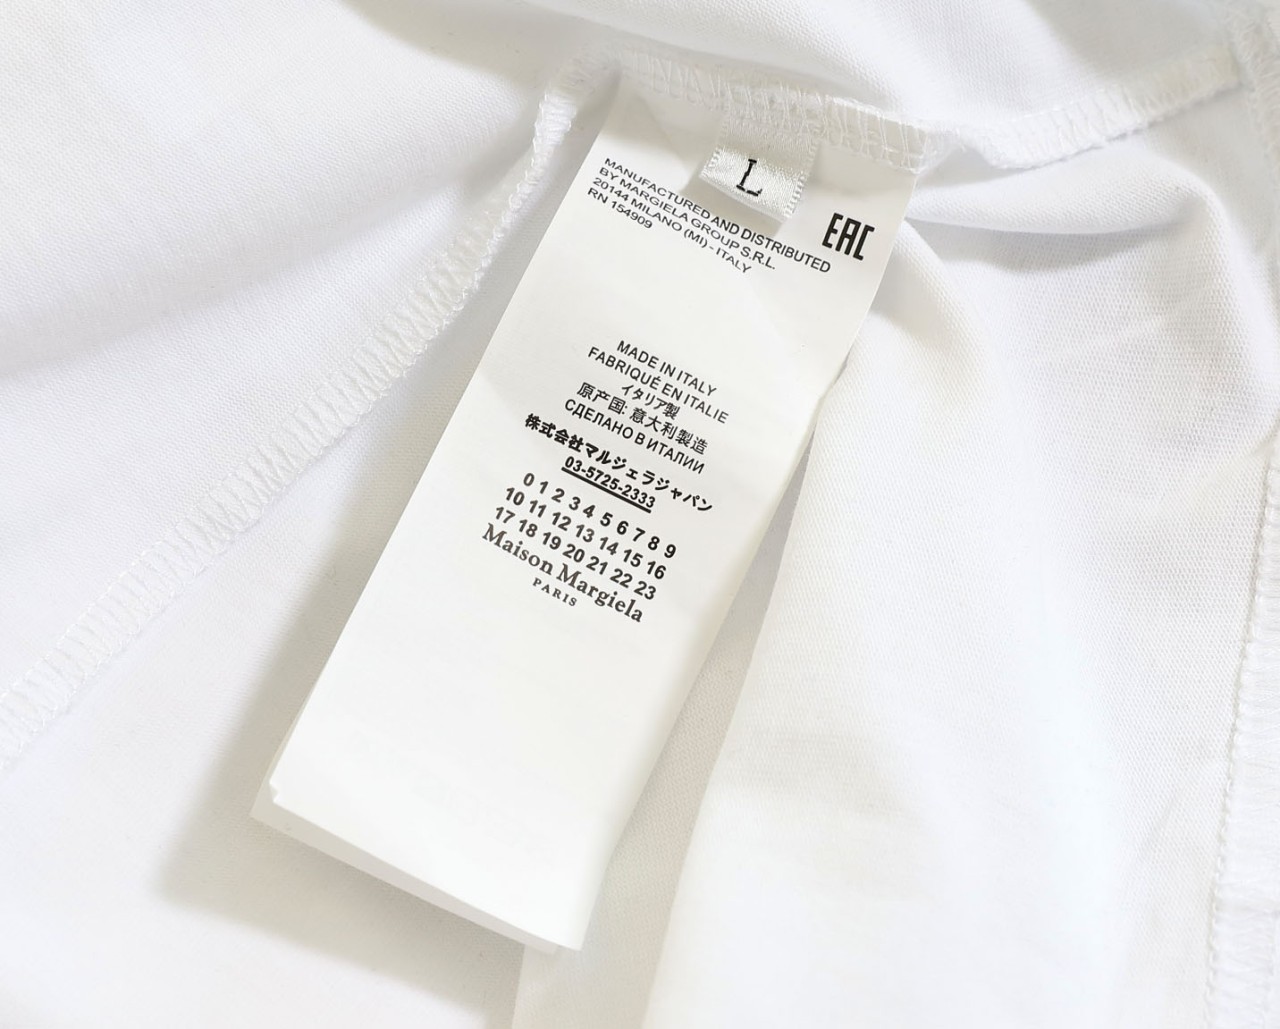 L
MANUFACTURED AND DISTRIBUTED
BY MARGIELA GROUP S.R.L.
20144 MILANO (MI) - ITALY
RN 154909
EAC
MADE IN ITALY
FABRIQUÉ EN ITALIE
イタリア製
原产国: 意大利製造
СДЕЛАНО В ИТАЛИИ
株式会社マルジェラジャパン
03-5725-2333
0 1 2 3 4 5 6 7 8 9
10 11 12 13 14 15 16
17 18 19 20 21 22 23
Maison Margiela
PARIS